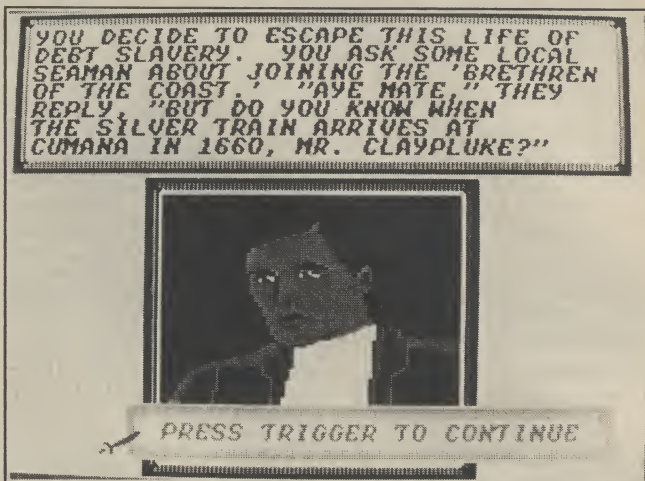 YOU DECIDE TO ESCAPE THIS LIFE OF
DEBT SLAVERY. YOU ASK SOME LOCAL
SEAMAN ABOUT JOINING THE 'BRETHREN
OF THE COAST.' "AYE MATE," THEY
REPLY, "BUT DO YOU KNOW WHEN
THE SILVER TRAIN ARRIVES AT
CUMANA IN 1660, MR. CLAYPLUKE?"
PRESS TRIGGER TO CONTINUE